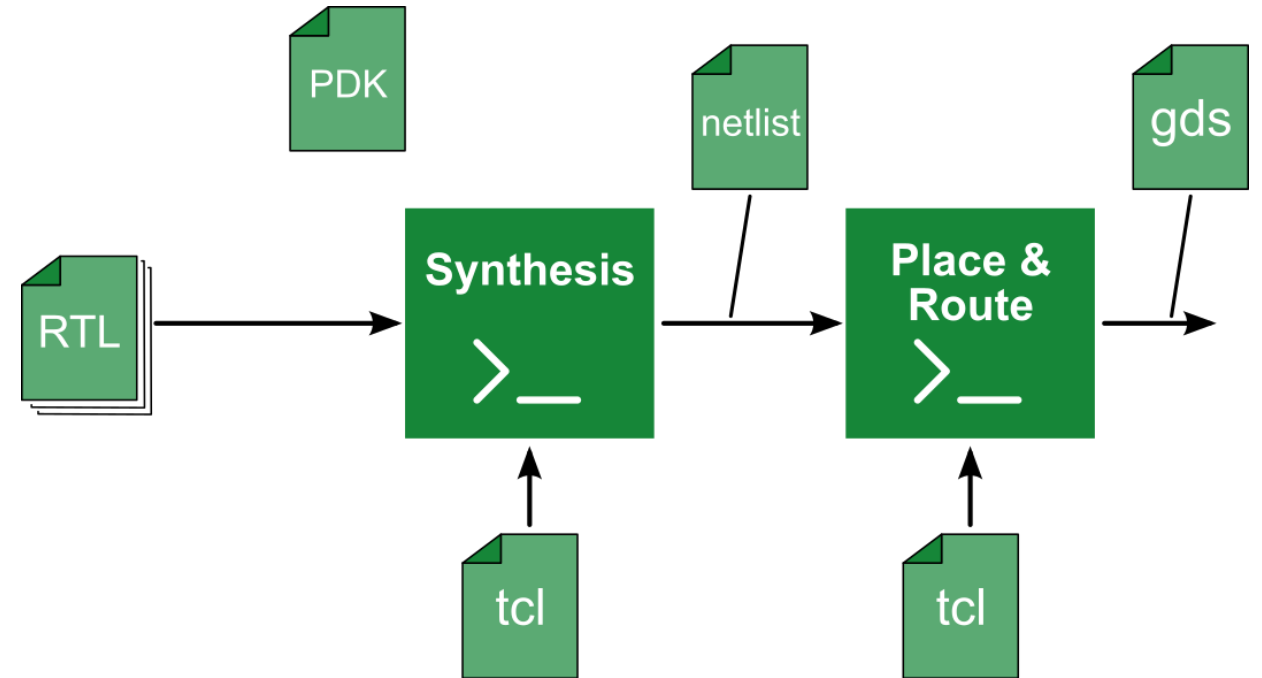 PDK
netlist
gds
RTL
Synthesis
>_
Place &
Route
>_
tcl
tcl